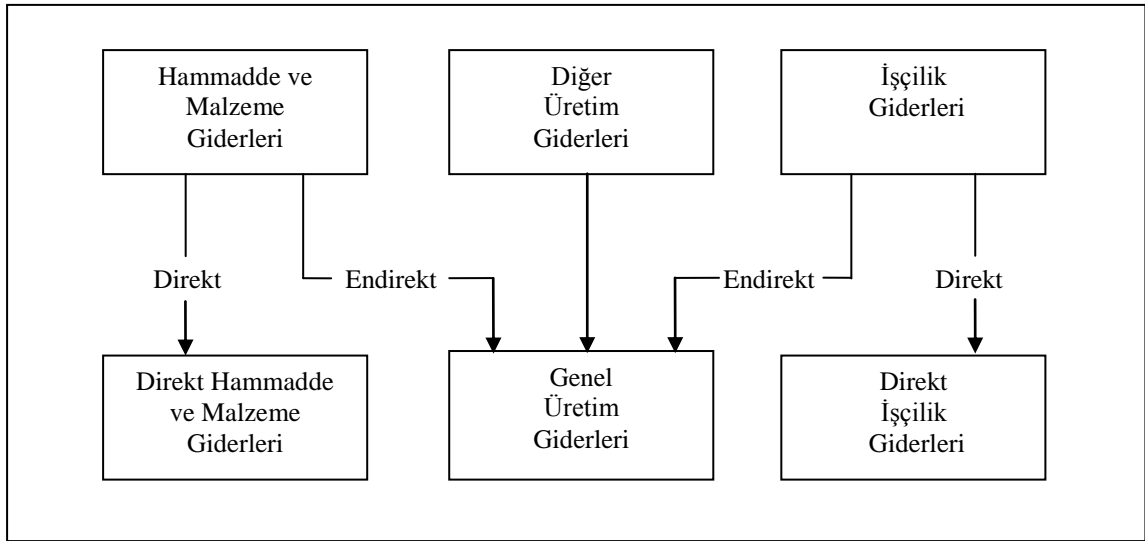 Hammadde ve
Malzeme
Giderleri
Diğer
Üretim
Giderleri
İşçilik
Giderleri
Direkt
Endirekt
Endirekt
Direkt
Direkt Hammadde
ve Malzeme
Giderleri
Genel
Üretim
Giderleri
Direkt
İşçilik
Giderleri